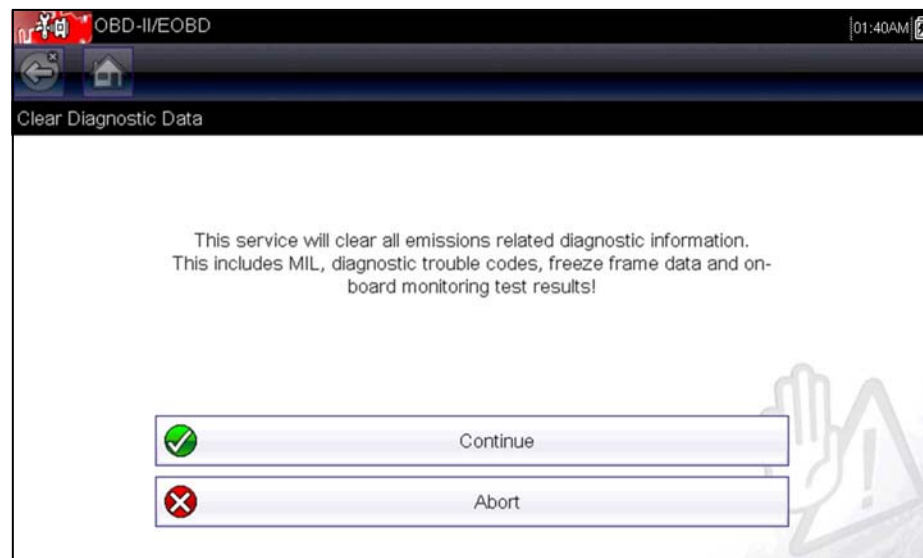 OBD-II/EOBD
01:40AM
Clear Diagnostic Data
This service will clear all emissions related diagnostic information.
This includes MIL, diagnostic trouble codes, freeze frame data and on-
board monitoring test results!
Continue
Abort